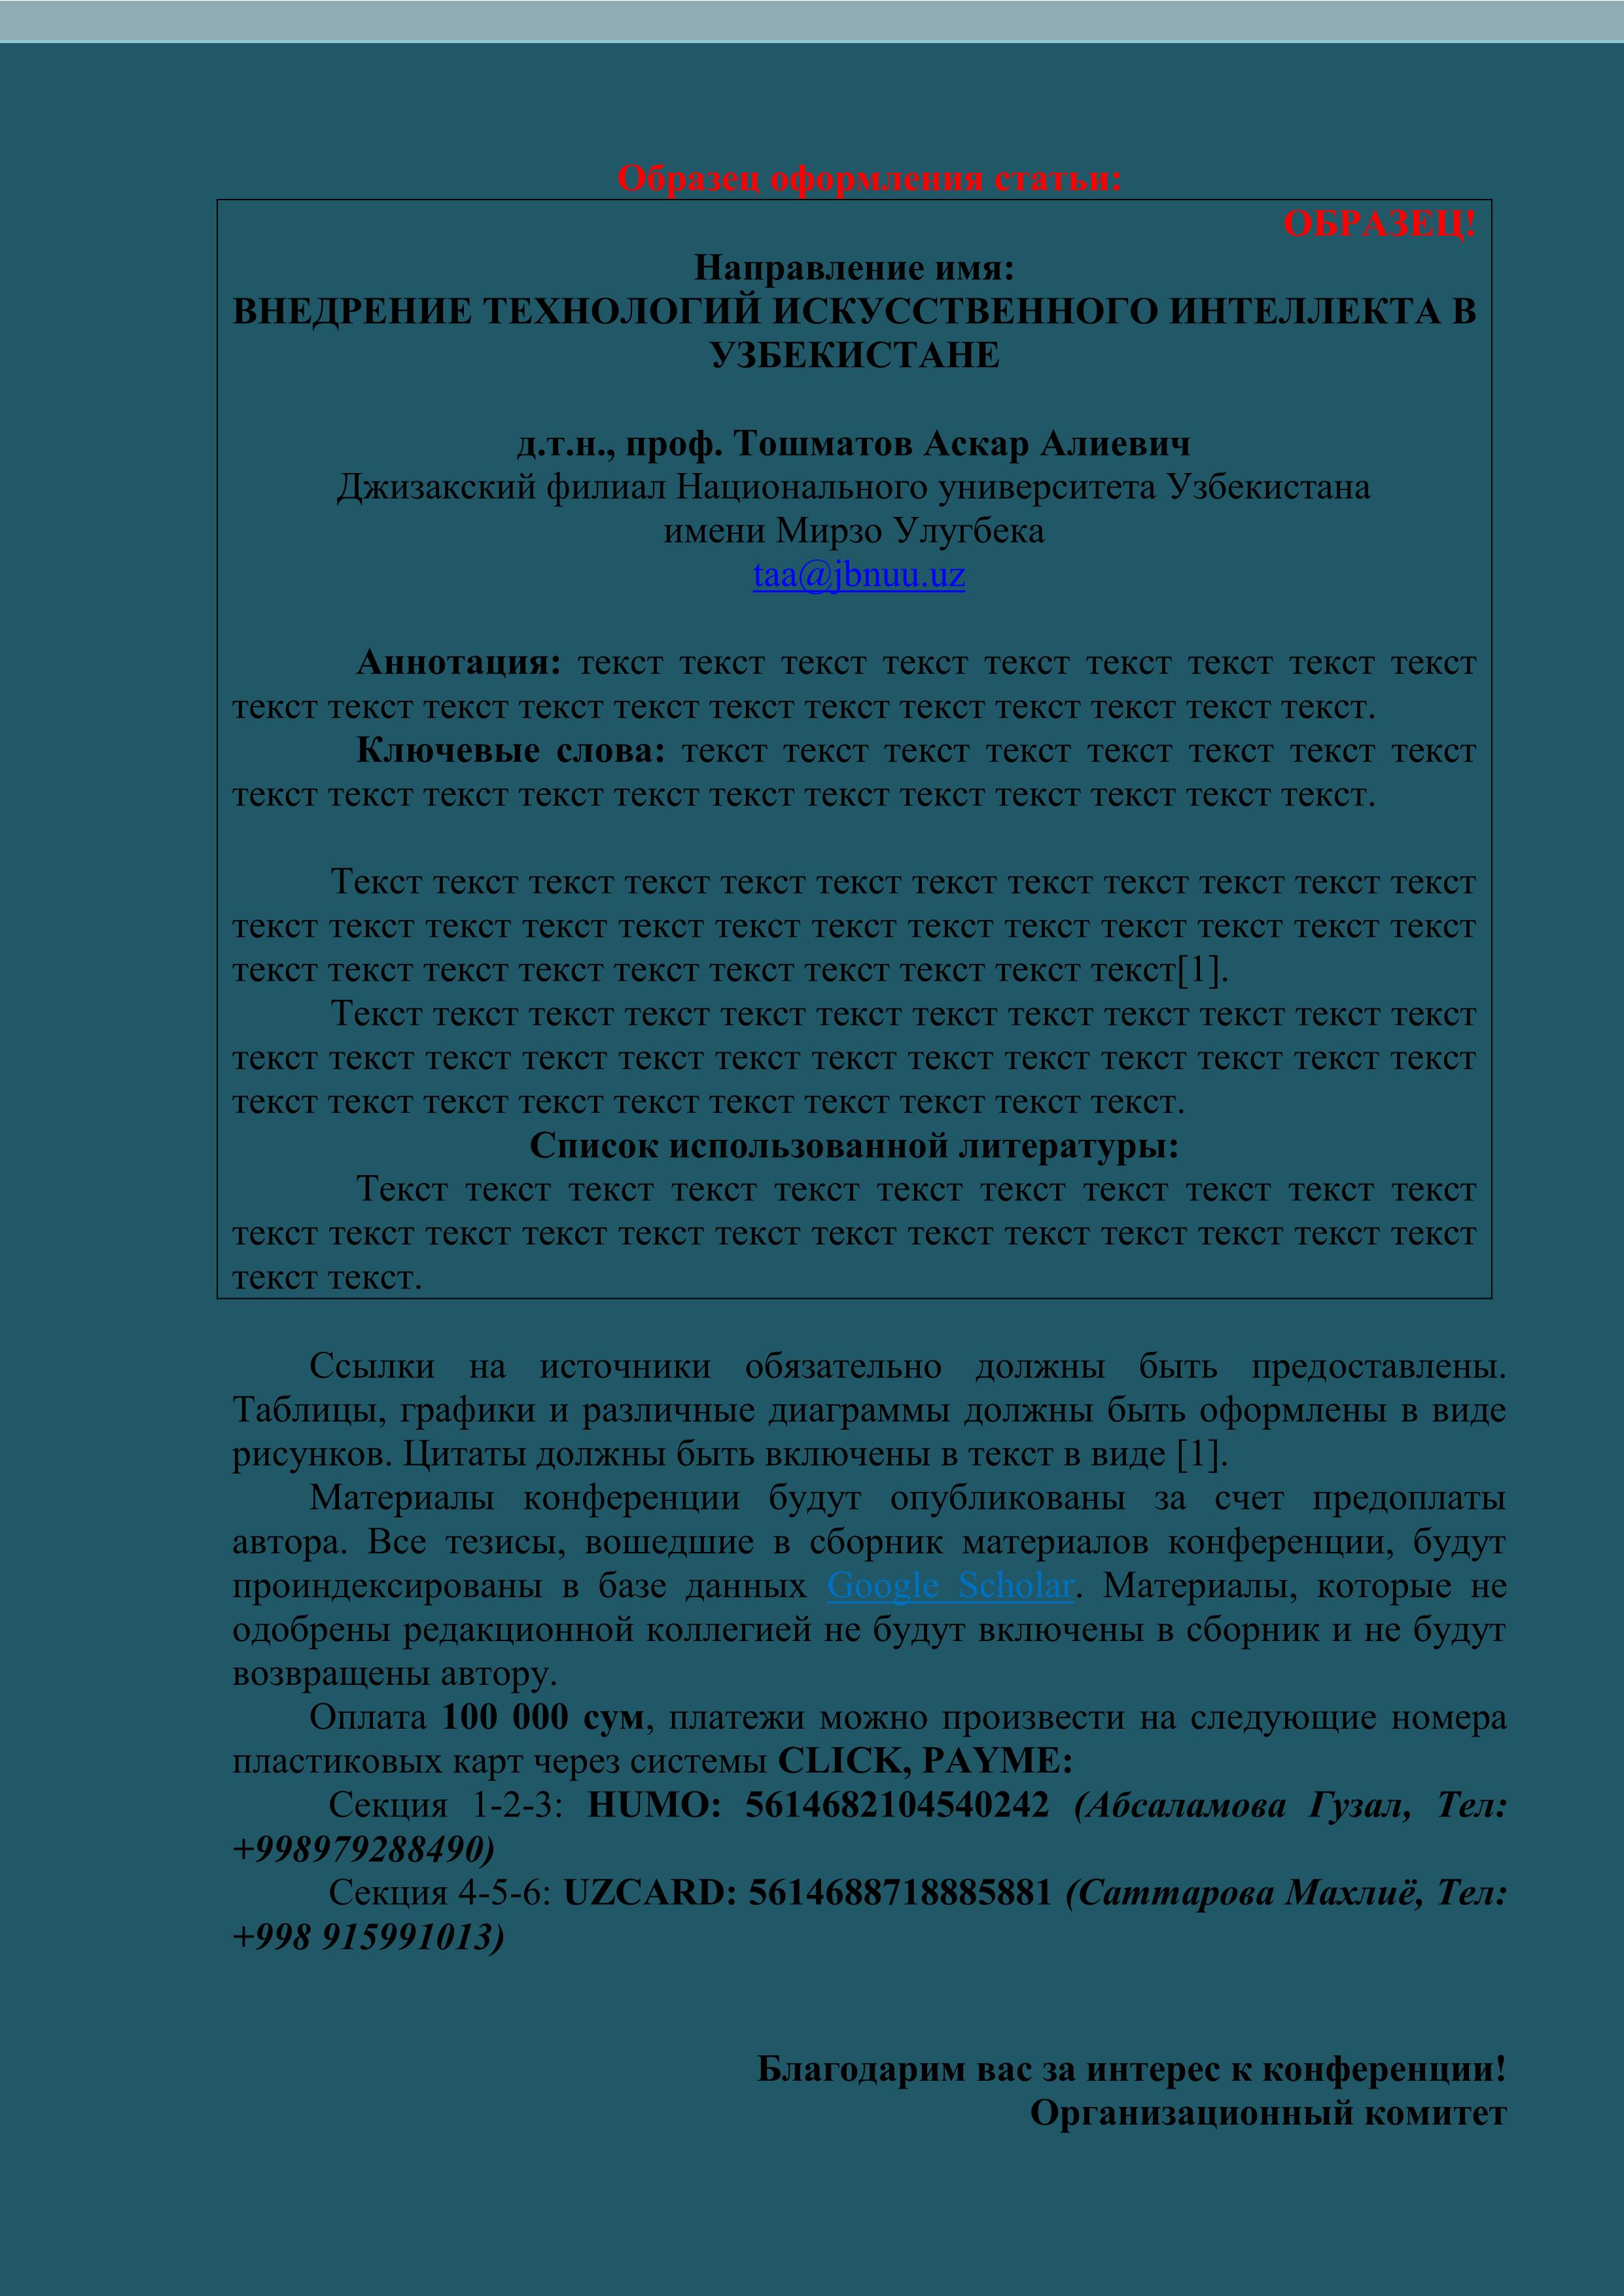 Образец оформления статьи:
ОБРАЗЕЦ!
Направление имя:
ВНЕДРЕНИЕ ТЕХНОЛОГИЙ ИСКУССТВЕННОГО ИНТЕЛЛЕКТА В
УЗБЕКИСТАНЕ
д.т.н., проф. Тошматов Аскар Алиевич
Джизакский филиал Национального университета Узбекистана
имени Мирзо Улугбека
taa@jbnuu.uz
Аннотация: текст текст текст текст текст текст текст текст текст
текст текст текст текст текст текст текст текст текст текст текст текст.
Ключевые слова: текст текст текст текст текст текст текст текст
текст текст текст текст текст текст текст текст текст текст текст текст.
Текст текст текст текст текст текст текст текст текст текст текст текст
текст текст текст текст текст текст текст текст текст текст текст текст текст
текст текст текст текст текст текст текст текст текст текст[1].
Текст текст текст текст текст текст текст текст текст текст текст текст
текст текст текст текст текст текст текст текст текст текст текст текст текст
текст текст текст текст текст текст текст текст текст текст.
Список использованной литературы:
Текст текст текст текст текст текст текст текст текст текст текст
текст текст текст текст текст текст текст текст текст текст текст текст текст
текст текст.
Ссылки на источники обязательно должны быть предоставлены.
Таблицы, графики и различные диаграммы должны быть оформлены в виде
рисунков. Цитаты должны быть включены в текст в виде [1].
Материалы конференции будут опубликованы за счет предоплаты
автора. Все тезисы, вошедшие в сборник материалов конференции, будут
проиндексированы в базе данных Google Scholar. Материалы, которые не
одобрены редакционной коллегией не будут включены в сборник и не будут
возвращены автору.
Оплата 100 000 сум, платежи можно произвести на следующие номера
пластиковых карт через системы CLICK, PAYME:
Секция 1-2-3: HUMO: 5614682104540242 (Абсаламова Гузал, Тел:
+998979288490)
Секция 4-5-6: UZCARD: 5614688718885881 (Саттарова Махлиё, Тел:
+998 915991013)
Благодарим вас за интерес к конференции!
Организационный комитет